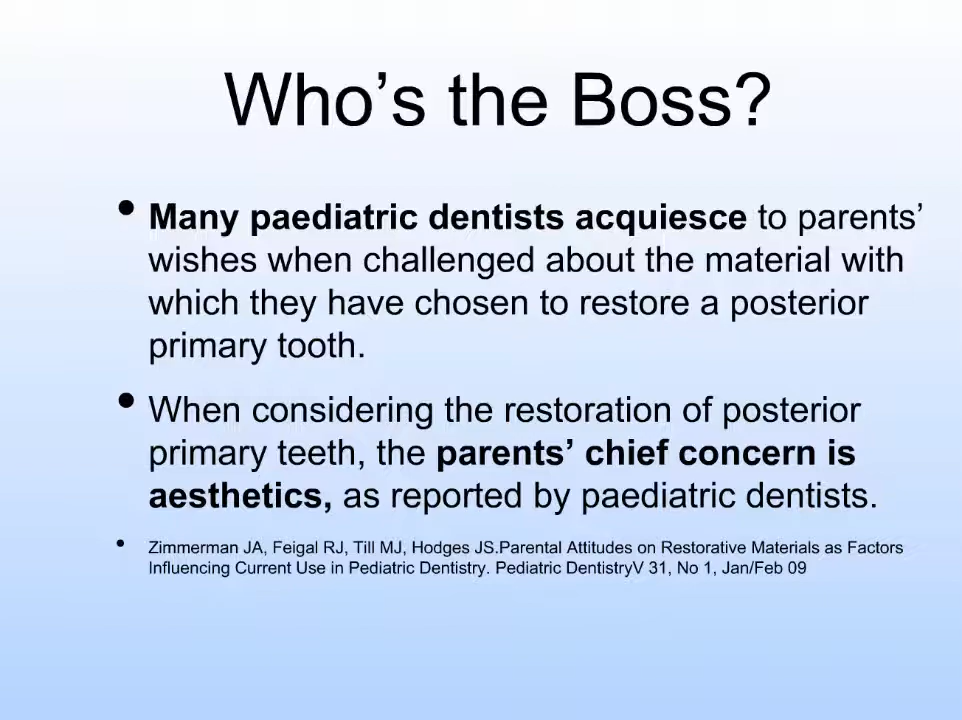 Who’s the Boss?
• Many paediatric dentists acquiesce to parents’
wishes when challenged about the material with
which they have chosen to restore a posterior
primary tooth.
• When considering the restoration of posterior
primary teeth, the parents’ chief concern is
aesthetics, as reported by paediatric dentists.
• Zimmerman JA, Feigal RJ, Till MJ, Hodges JS.Parental Attitudes on Restorative Materials as Factors
Influencing Current Use in Pediatric Dentistry. Pediatric DentistryV 31, No 1, Jan/Feb 09